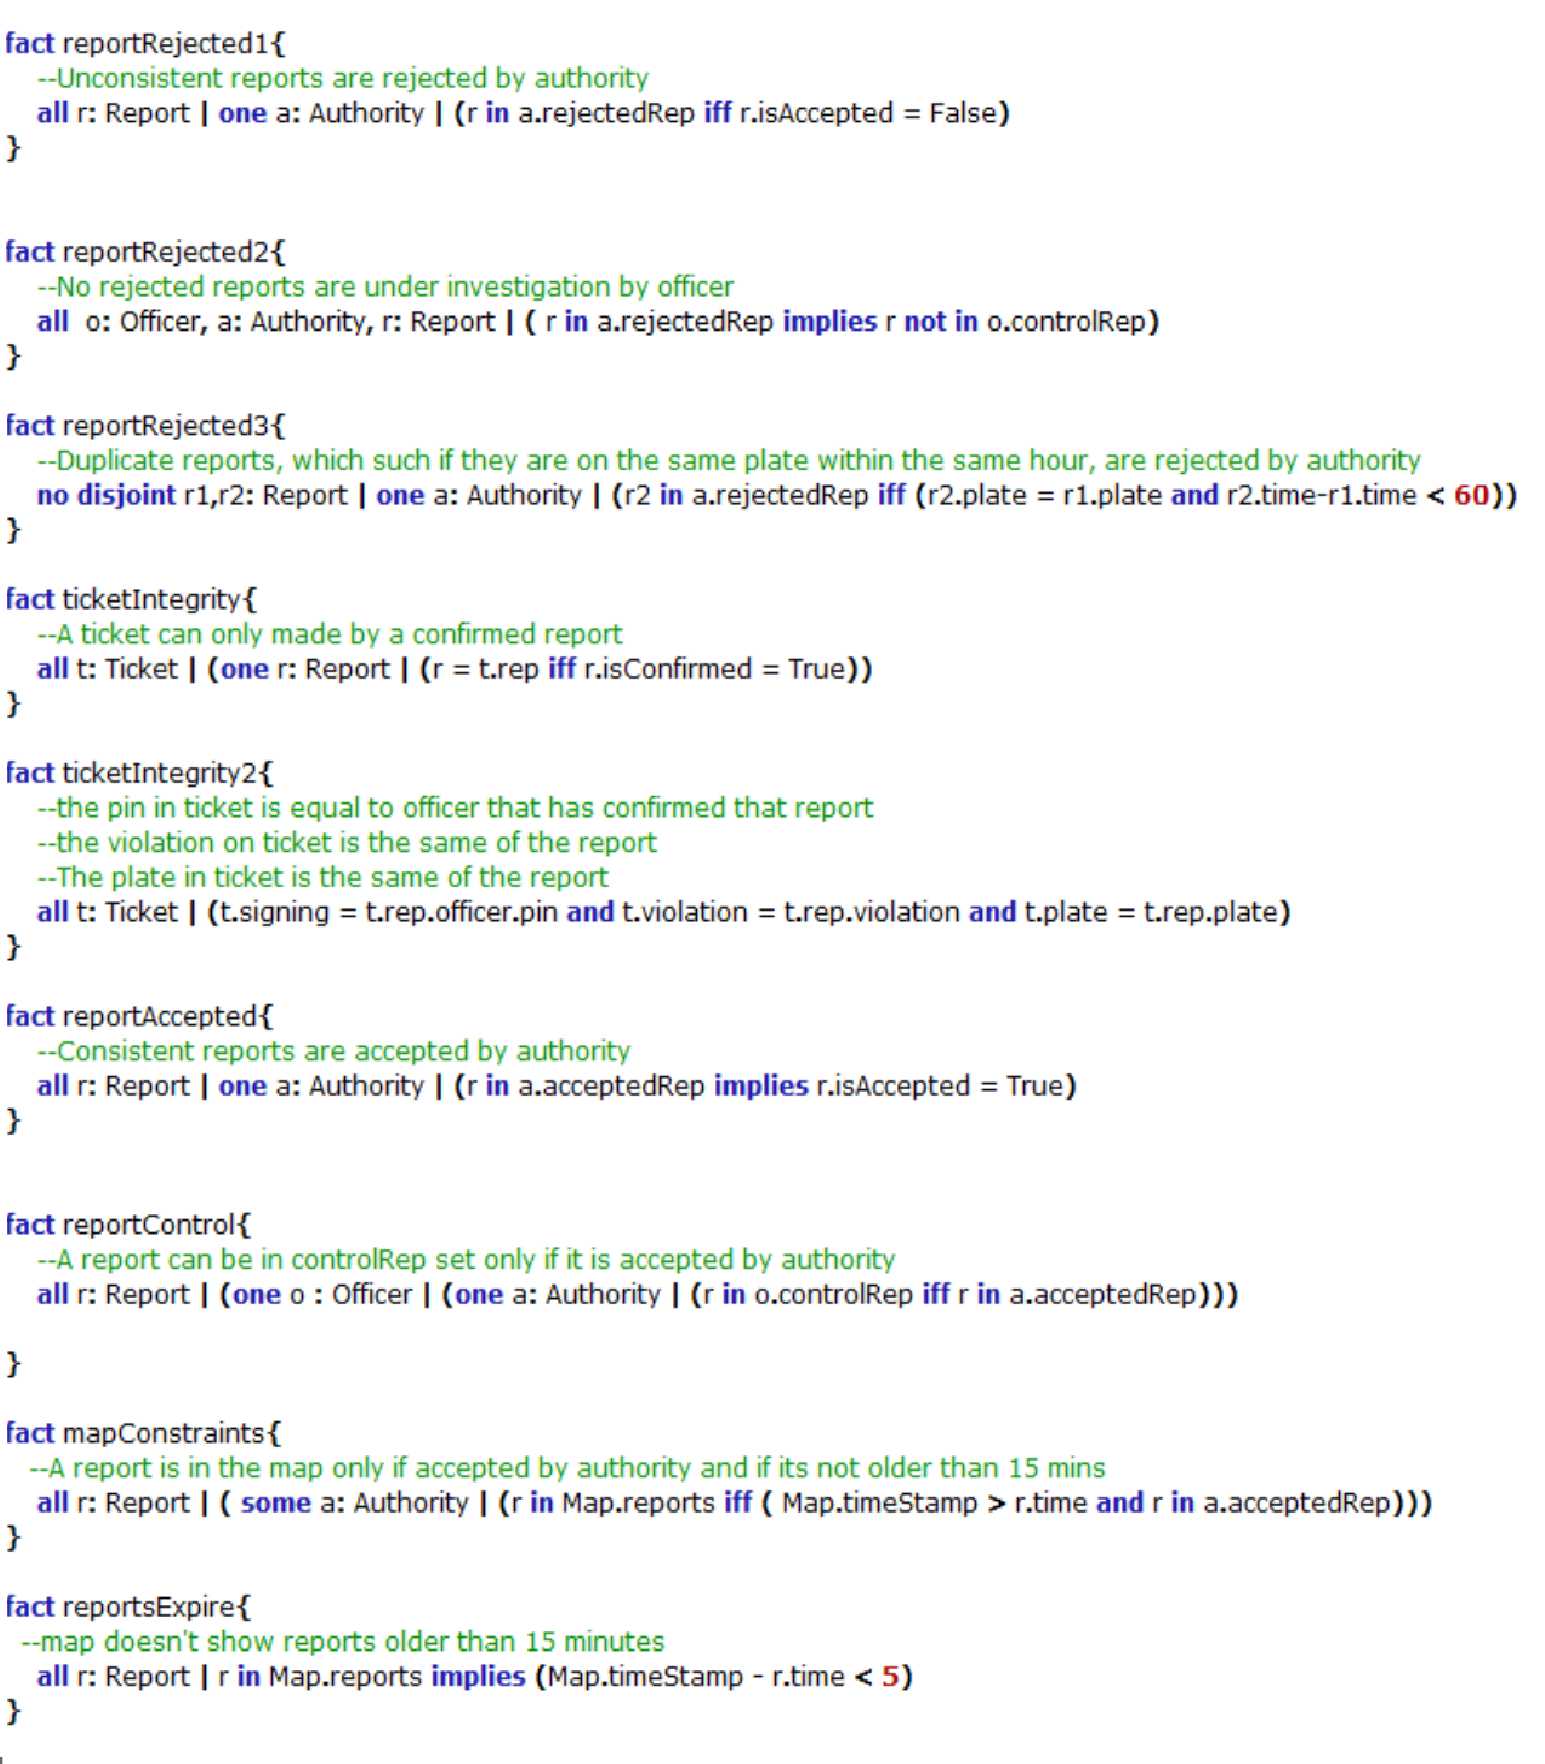 fact reportRejected1{
--Unconsistent reports are rejected by authority
all r: Report | one a: Authority | (r in a.rejectedRep iff r.isAccepted = False)
}
fact reportRejected2{
--No rejected reports are under investigation by officer
all  o: Officer, a: Authority, r: Report | ( r in a.rejectedRep implies r not in o.controlRep)
}
fact reportRejected3{
--Duplicate reports, which such if they are on the same plate within the same hour, are rejected by authority
no disjoint r1,r2: Report | one a: Authority | (r2 in a.rejectedRep iff (r2.plate = r1.plate and r2.time-r1.time < 60))
}
fact ticketIntegrity{
--A ticket can only made by a confirmed report
all t: Ticket | (one r: Report | (r = t.rep iff r.isConfirmed = True))
}
fact ticketIntegrity2{
--the pin in ticket is equal to officer that has confirmed that report
--the violation on ticket is the same of the report
--The plate in ticket is the same of the report
all t: Ticket | (t.signing = t.rep.officer.pin and t.violation = t.rep.violation and t.plate = t.rep.plate)
}
fact reportAccepted{
--Consistent reports are accepted by authority
all r: Report | one a: Authority | (r in a.acceptedRep implies r.isAccepted = True)
}
fact reportControl{
--A report can be in controlRep set only if it is accepted by authority
all r: Report | (one o : Officer | (one a: Authority | (r in o.controlRep iff r in a.acceptedRep)))
}
fact mapConstraints{
--A report is in the map only if accepted by authority and if its not older than 15 mins
all r: Report | ( some a: Authority | (r in Map.reports iff ( Map.timeStamp > r.time and r in a.acceptedRep)))
}
fact reportsExpire{
--map doesn't show reports older than 15 minutes
all r: Report | r in Map.reports implies (Map.timeStamp - r.time < 5)
}